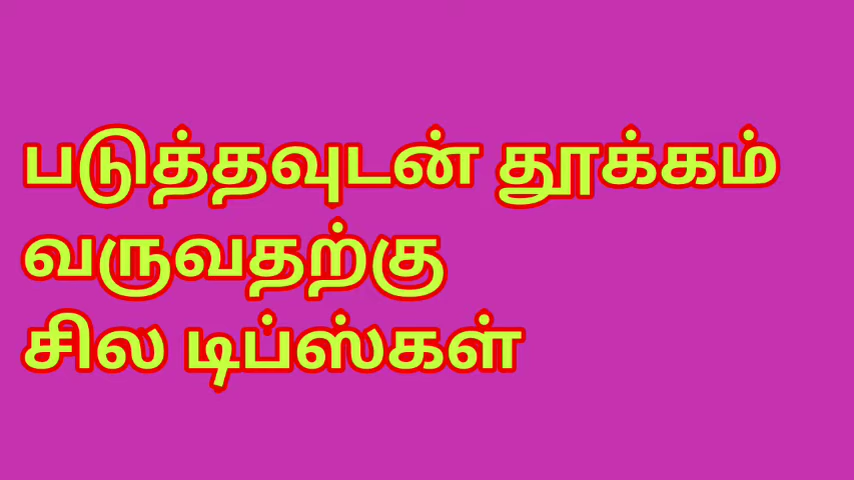 படுத்தவுடன் தூக்கம்
வருவதற்கு
சில டிப்ஸ்கள்